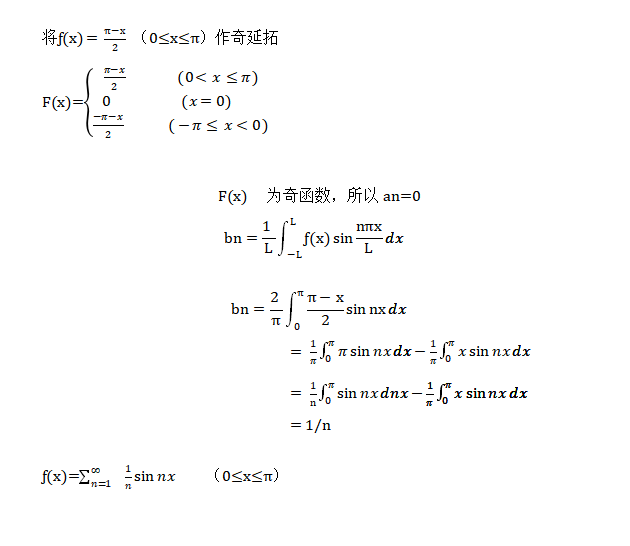 将f(x) = π−x/2 （0≤x≤π）作奇延拓
F(x)={ π−x/2 (0< x ≤π)
0 (x=0)
−π−x/2 (−π ≤ x<0)
F(x) 为奇函数，所以 an=0
bn = 1/L ∫_{−L}^{L} f(x) sin nπx/L dx
bn = 2/π ∫_0^π π− x/2 sin nx dx
= 1/π ∫_0^π π sin nx dx − 1/π ∫_0^π x sin nx dx
= 1/n ∫_0^π sin nx dnx − 1/π ∫_0^π x sin nx dx
= 1/n
f(x)=∑_{n=1}^∞ 1/n sin nx （0≤x≤π）